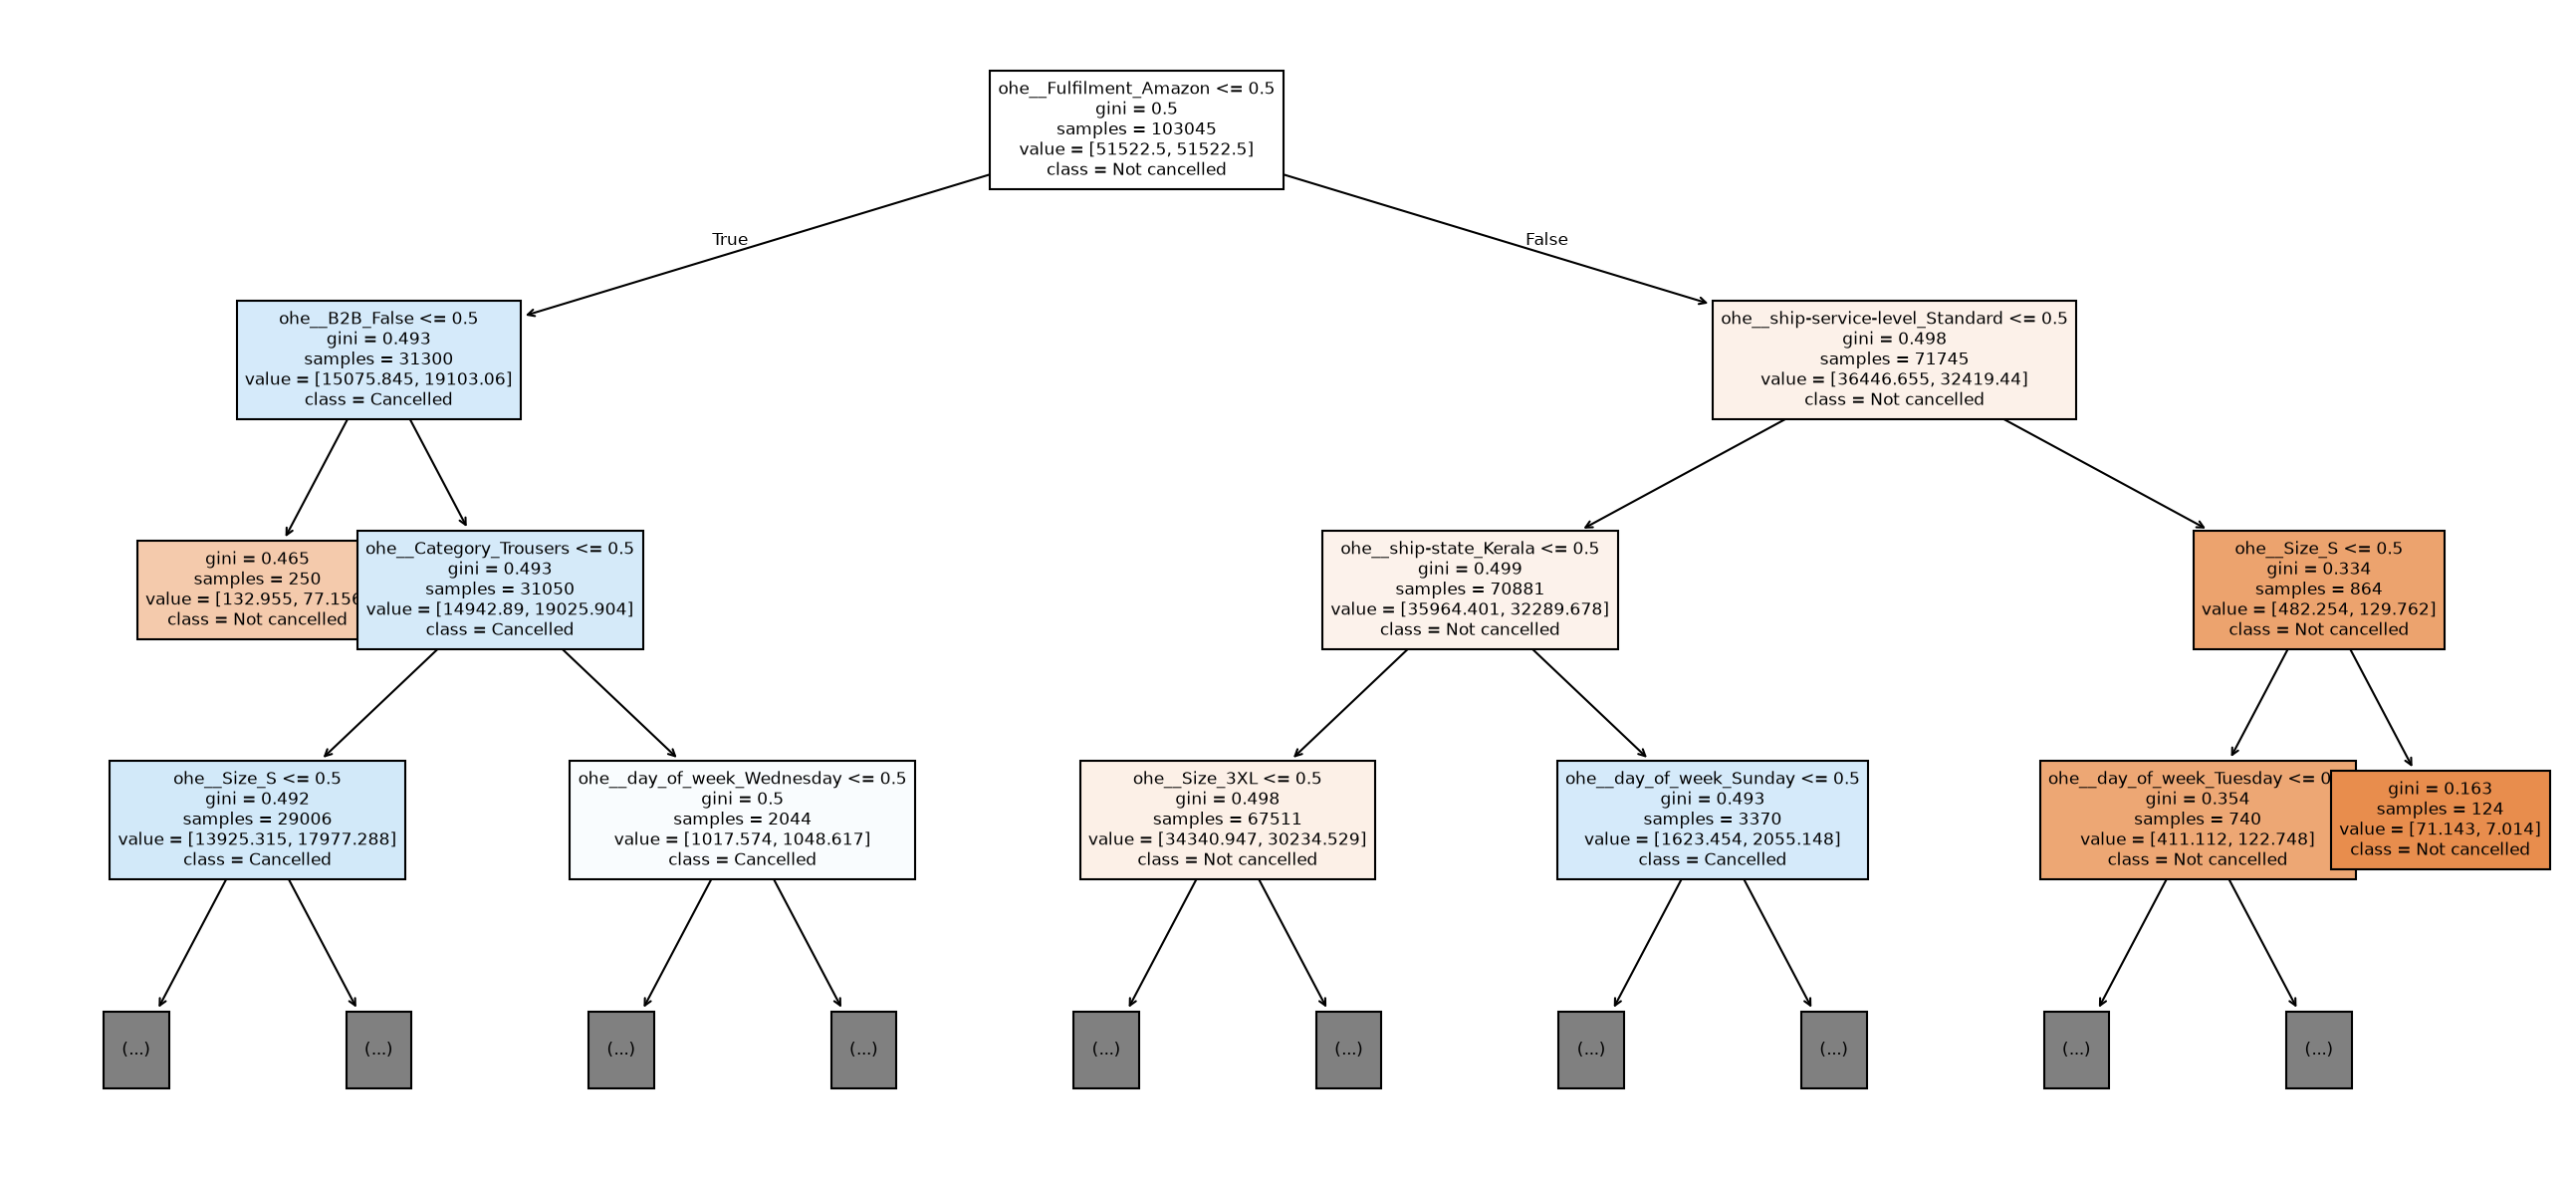 ohe__Fulfilment_Amazon <= 0.5
gini = 0.5
samples = 103045
value = [51522.5, 51522.5]
class = Not cancelled
True
False
ohe__B2B_False <= 0.5
gini = 0.493
samples = 31300
value = [15075.845, 19103.06]
class = Cancelled
ohe__ship-service-level_Standard <= 0.5
gini = 0.498
samples = 71745
value = [36446.655, 32419.44]
class = Not cancelled
gini = 0.465
samples = 250
value = [132.955, 77.156
class = Not cancelled
ohe__Category_Trousers <= 0.5
gini = 0.493
samples = 31050
value = [14942.89, 19025.904]
class = Cancelled
ohe__ship-state_Kerala <= 0.5
gini = 0.499
samples = 70881
value = [35964.401, 32289.678]
class = Not cancelled
ohe__Size_S <= 0.5
gini = 0.334
samples = 864
value = [482.254, 129.762]
class = Not cancelled
ohe__Size_S <= 0.5
gini = 0.492
samples = 29006
value = [13925.315, 17977.288]
class = Cancelled
ohe__day_of_week_Wednesday <= 0.5
gini = 0.5
samples = 2044
value = [1017.574, 1048.617]
class = Cancelled
ohe__Size_3XL <= 0.5
gini = 0.498
samples = 67511
value = [34340.947, 30234.529]
class = Not cancelled
ohe__day_of_week_Sunday <= 0.5
gini = 0.493
samples = 3370
value = [1623.454, 2055.148]
class = Cancelled
ohe__day_of_week_Tuesday <= 0
gini = 0.354
samples = 740
value = [411.112, 122.748]
class = Not cancelled
gini = 0.163
samples = 124
value = [71.143, 7.014]
class = Not cancelled
(...)
(...)
(...)
(...)
(...)
(...)
(...)
(...)
(...)
(...)